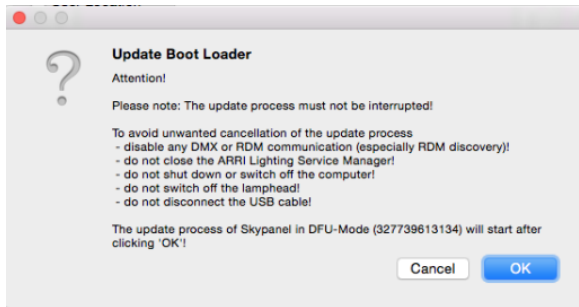 Update Boot Loader
Attention!
Please note: The update process must not be interrupted!
To avoid unwanted cancellation of the update process
- disable any DMX or RDM communication (especially RDM discovery)!
- do not close the ARRI Lighting Service Manager!
- do not shut down or switch off the computer!
- do not switch off the lamphead!
- do not disconnect the USB cable!
The update process of Skypanel in DFU-Mode (327739613134) will start after
clicking 'OK'!
Cancel OK